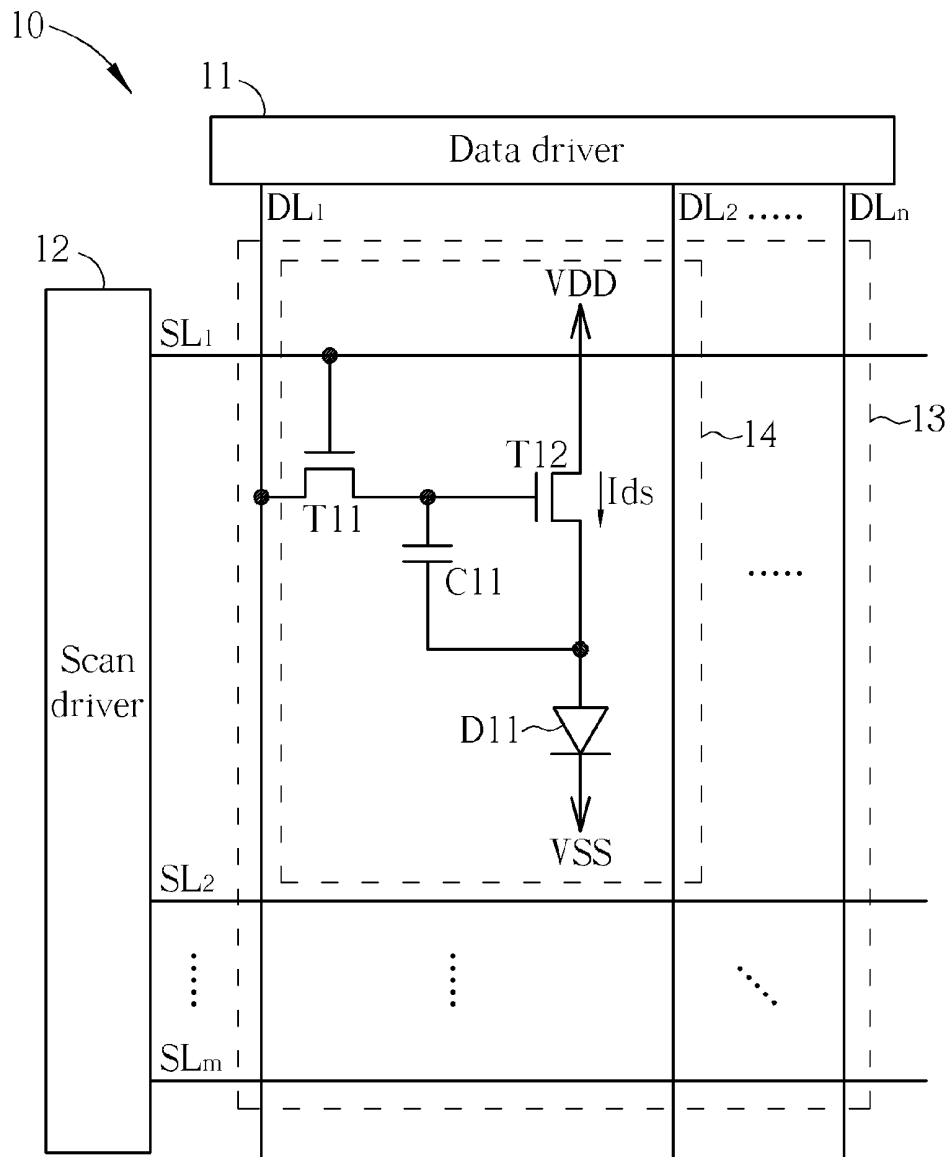 10
11
Data driver
DL1
DL2 ..... DLn
12
VDD
SL1
13
14
T12
Ids
T11
C11
.....
Scan
driver
D11
VSS
SL2
SLm